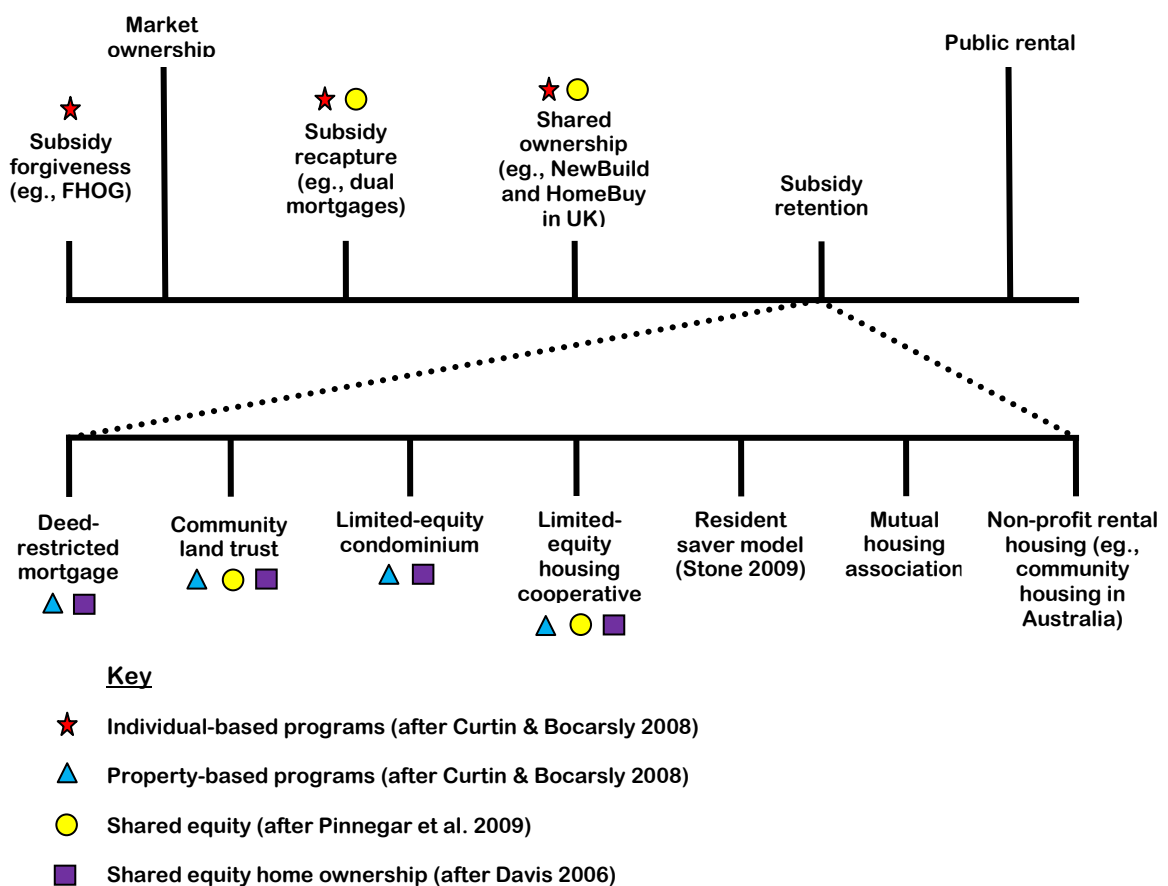 Market
ownership
Public rental
Subsidy
forgiveness
(eg., FHOG)
Subsidy
recapture
(eg., dual
mortgages)
Shared
ownership
(eg., NewBuild
and HomeBuy
in UK)
Subsidy
retention
Deed-
restricted
mortgage
Community
land trust
Limited-equity
condominium
Limited-
equity
housing
cooperative
Resident
saver model
(Stone 2009)
Mutual
housing
association
Non-profit rental
housing (eg.,
community
housing in
Australia)
Key
Individual-based programs (after Curtin & Bocarsly 2008)
Property-based programs (after Curtin & Bocarsly 2008)
Shared equity (after Pinnegar et al. 2009)
Shared equity home ownership (after Davis 2006)